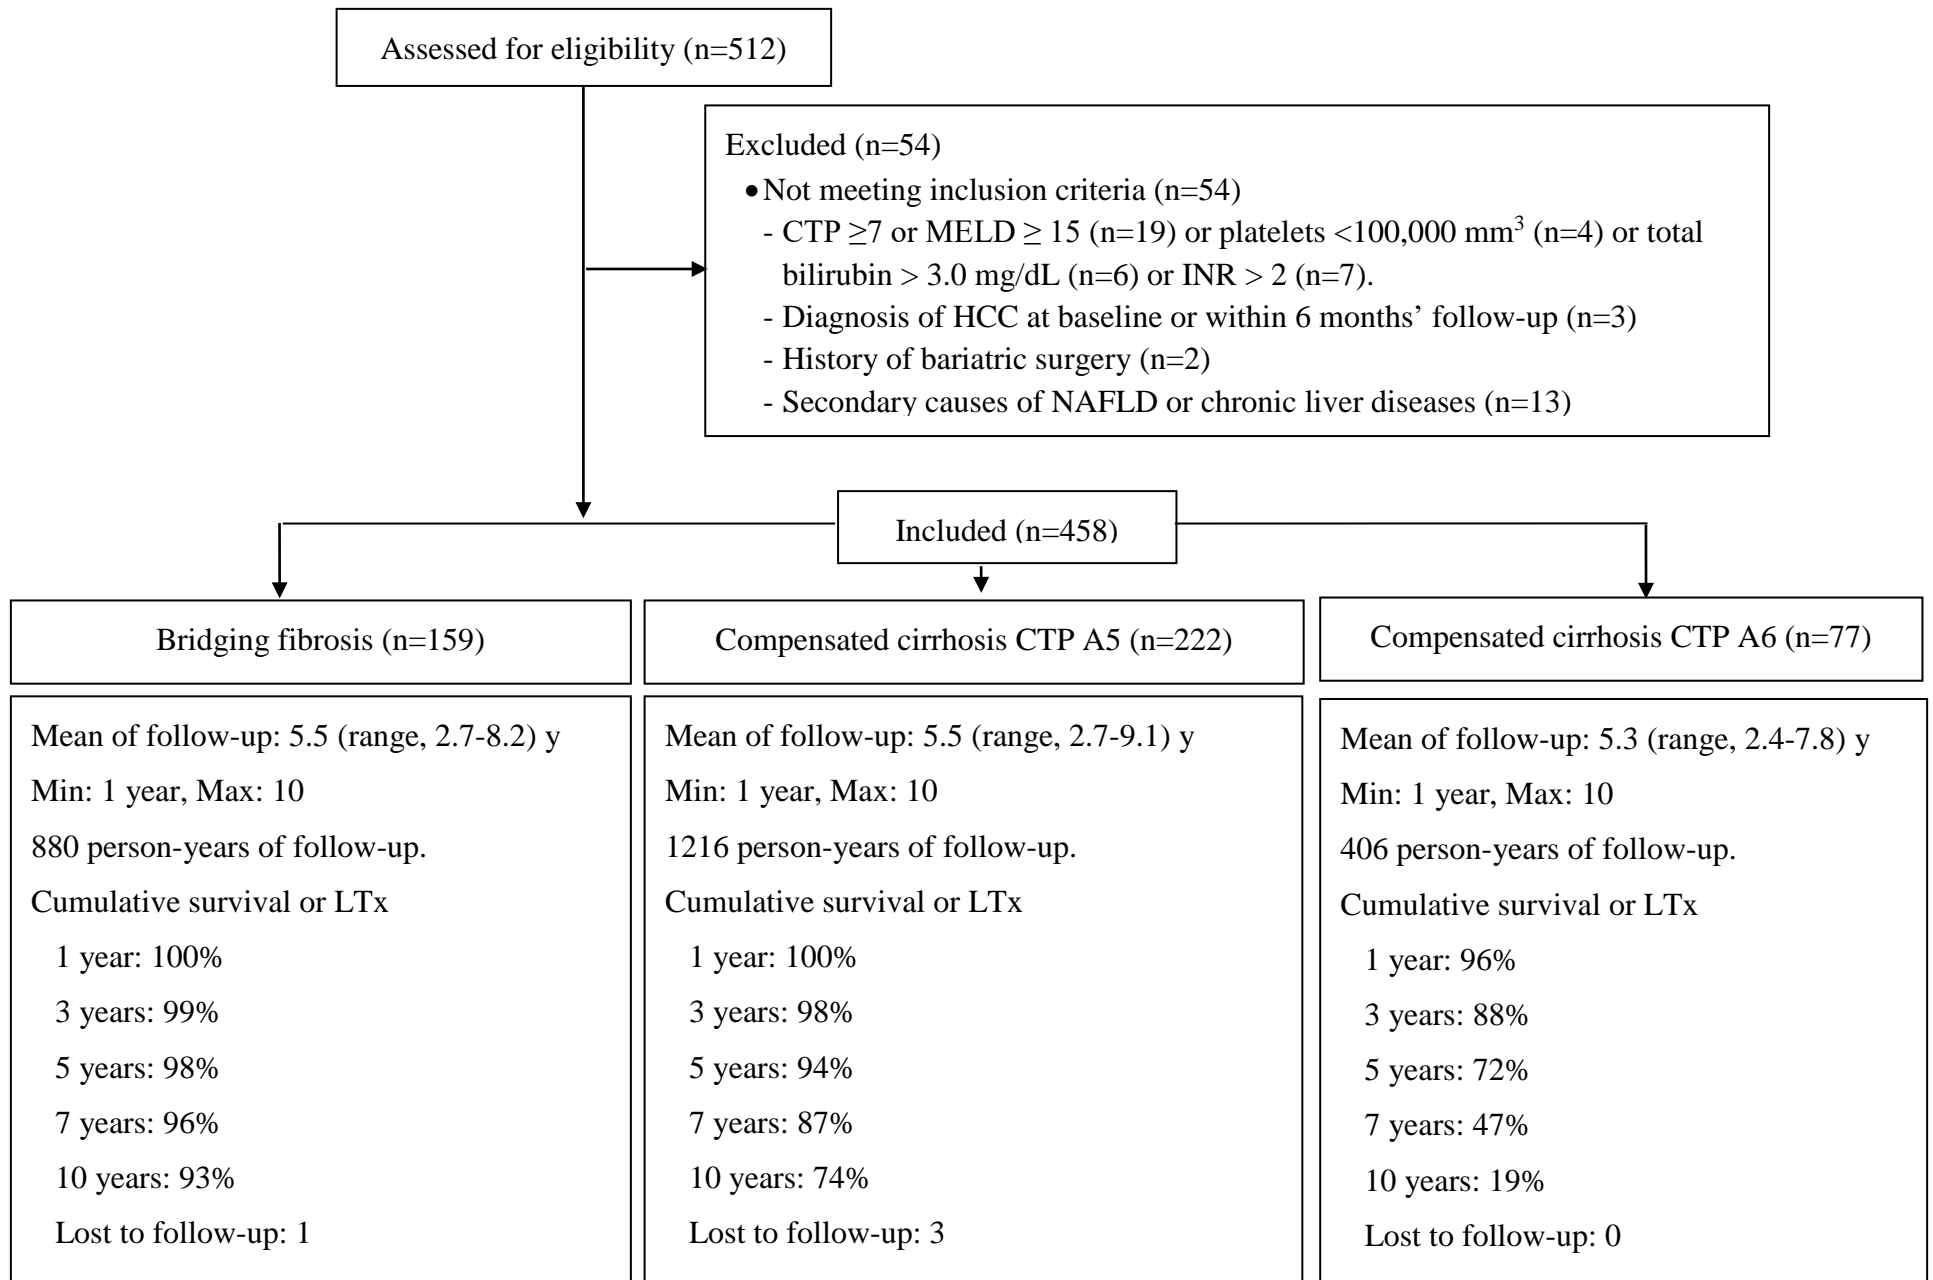 Assessed for eligibility (n=512)
Excluded (n=54)
•Not meeting inclusion criteria (n=54)
- CTP ≥7 or MELD ≥ 15 (n=19) or platelets <100,000 mm³ (n=4) or total
bilirubin > 3.0 mg/dL (n=6) or INR > 2 (n=7).
- Diagnosis of HCC at baseline or within 6 months’ follow-up (n=3)
- History of bariatric surgery (n=2)
- Secondary causes of NAFLD or chronic liver diseases (n=13)
Included (n=458)
Bridging fibrosis (n=159)
Mean of follow-up: 5.5 (range, 2.7-8.2) y
Min: 1 year, Max: 10
880 person-years of follow-up.
Cumulative survival or LTx
1 year: 100%
3 years: 99%
5 years: 98%
7 years: 96%
10 years: 93%
Lost to follow-up: 1
Compensated cirrhosis CTP A5 (n=222)
Mean of follow-up: 5.5 (range, 2.7-9.1) y
Min: 1 year, Max: 10
1216 person-years of follow-up.
Cumulative survival or LTx
1 year: 100%
3 years: 98%
5 years: 94%
7 years: 87%
10 years: 74%
Lost to follow-up: 3
Compensated cirrhosis CTP A6 (n=77)
Mean of follow-up: 5.3 (range, 2.4-7.8) y
Min: 1 year, Max: 10
406 person-years of follow-up.
Cumulative survival or LTx
1 year: 96%
3 years: 88%
5 years: 72%
7 years: 47%
10 years: 19%
Lost to follow-up: 0